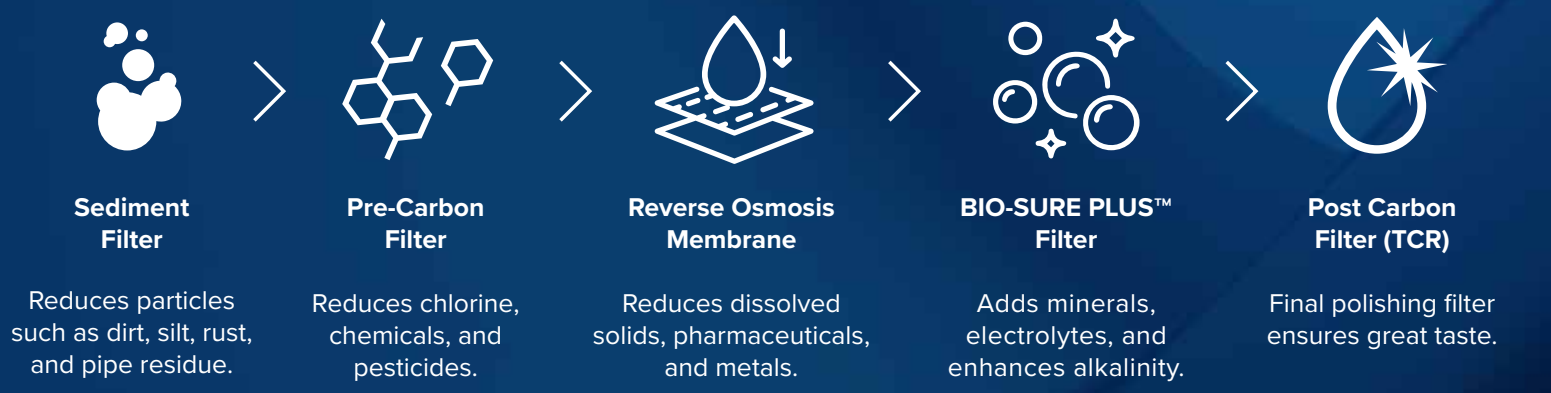 Sediment
Filter
Reduces particles
such as dirt, silt, rust,
and pipe residue.
Pre-Carbon
Filter
Reduces chlorine,
chemicals, and
pesticides.
Reverse Osmosis
Membrane
Reduces dissolved
solids, pharmaceuticals,
and metals.
BIO-SURE PLUS™
Filter
Adds minerals,
electrolytes, and
enhances alkalinity.
Post Carbon
Filter (TCR)
Final polishing filter
ensures great taste.